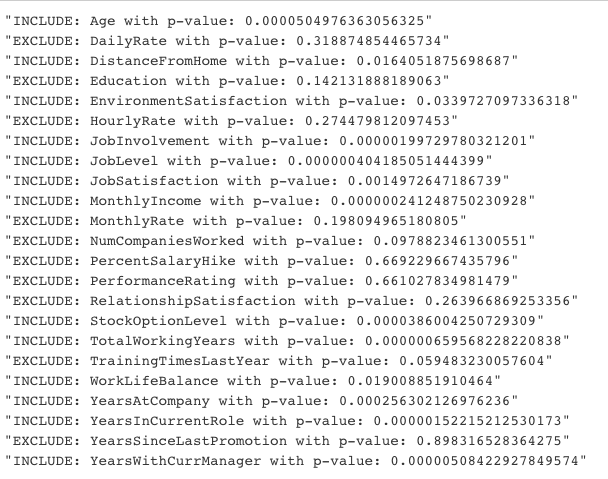 "INCLUDE: Age with p-value: 0.0000504976363056325"
"EXCLUDE: DailyRate with p-value: 0.318874854465734"
"INCLUDE: DistanceFromHome with p-value: 0.0164051875698687"
"EXCLUDE: Education with p-value: 0.142131888189063"
"INCLUDE: EnvironmentSatisfaction with p-value: 0.0339727097336318"
"EXCLUDE: HourlyRate with p-value: 0.274479812097453"
"INCLUDE: JobInvolvement with p-value: 0.00000199729780321201"
"INCLUDE: JobLevel with p-value: 0.000000404185051444399"
"INCLUDE: JobSatisfaction with p-value: 0.0014972647186739"
"INCLUDE: MonthlyIncome with p-value: 0.000000241248750230928"
"EXCLUDE: MonthlyRate with p-value: 0.198094965180805"
"EXCLUDE: NumCompaniesWorked with p-value: 0.0978823461300551"
"EXCLUDE: PercentSalaryHike with p-value: 0.669229667435796"
"EXCLUDE: PerformanceRating with p-value: 0.661027834981479"
"EXCLUDE: RelationshipSatisfaction with p-value: 0.263966869253356"
"INCLUDE: StockOptionLevel with p-value: 0.0000386004250729309"
"INCLUDE: TotalWorkingYears with p-value: 0.000000659568228220838"
"EXCLUDE: TrainingTimesLastYear with p-value: 0.059483230057604"
"INCLUDE: WorkLifeBalance with p-value: 0.019008851910464"
"INCLUDE: YearsAtCompany with p-value: 0.000256302126976236"
"INCLUDE: YearsInCurrentRole with p-value: 0.00000152215212530173"
"EXCLUDE: YearsSinceLastPromotion with p-value: 0.898316528364275"
"INCLUDE: YearsWithCurrManager with p-value: 0.00000508422927849574"